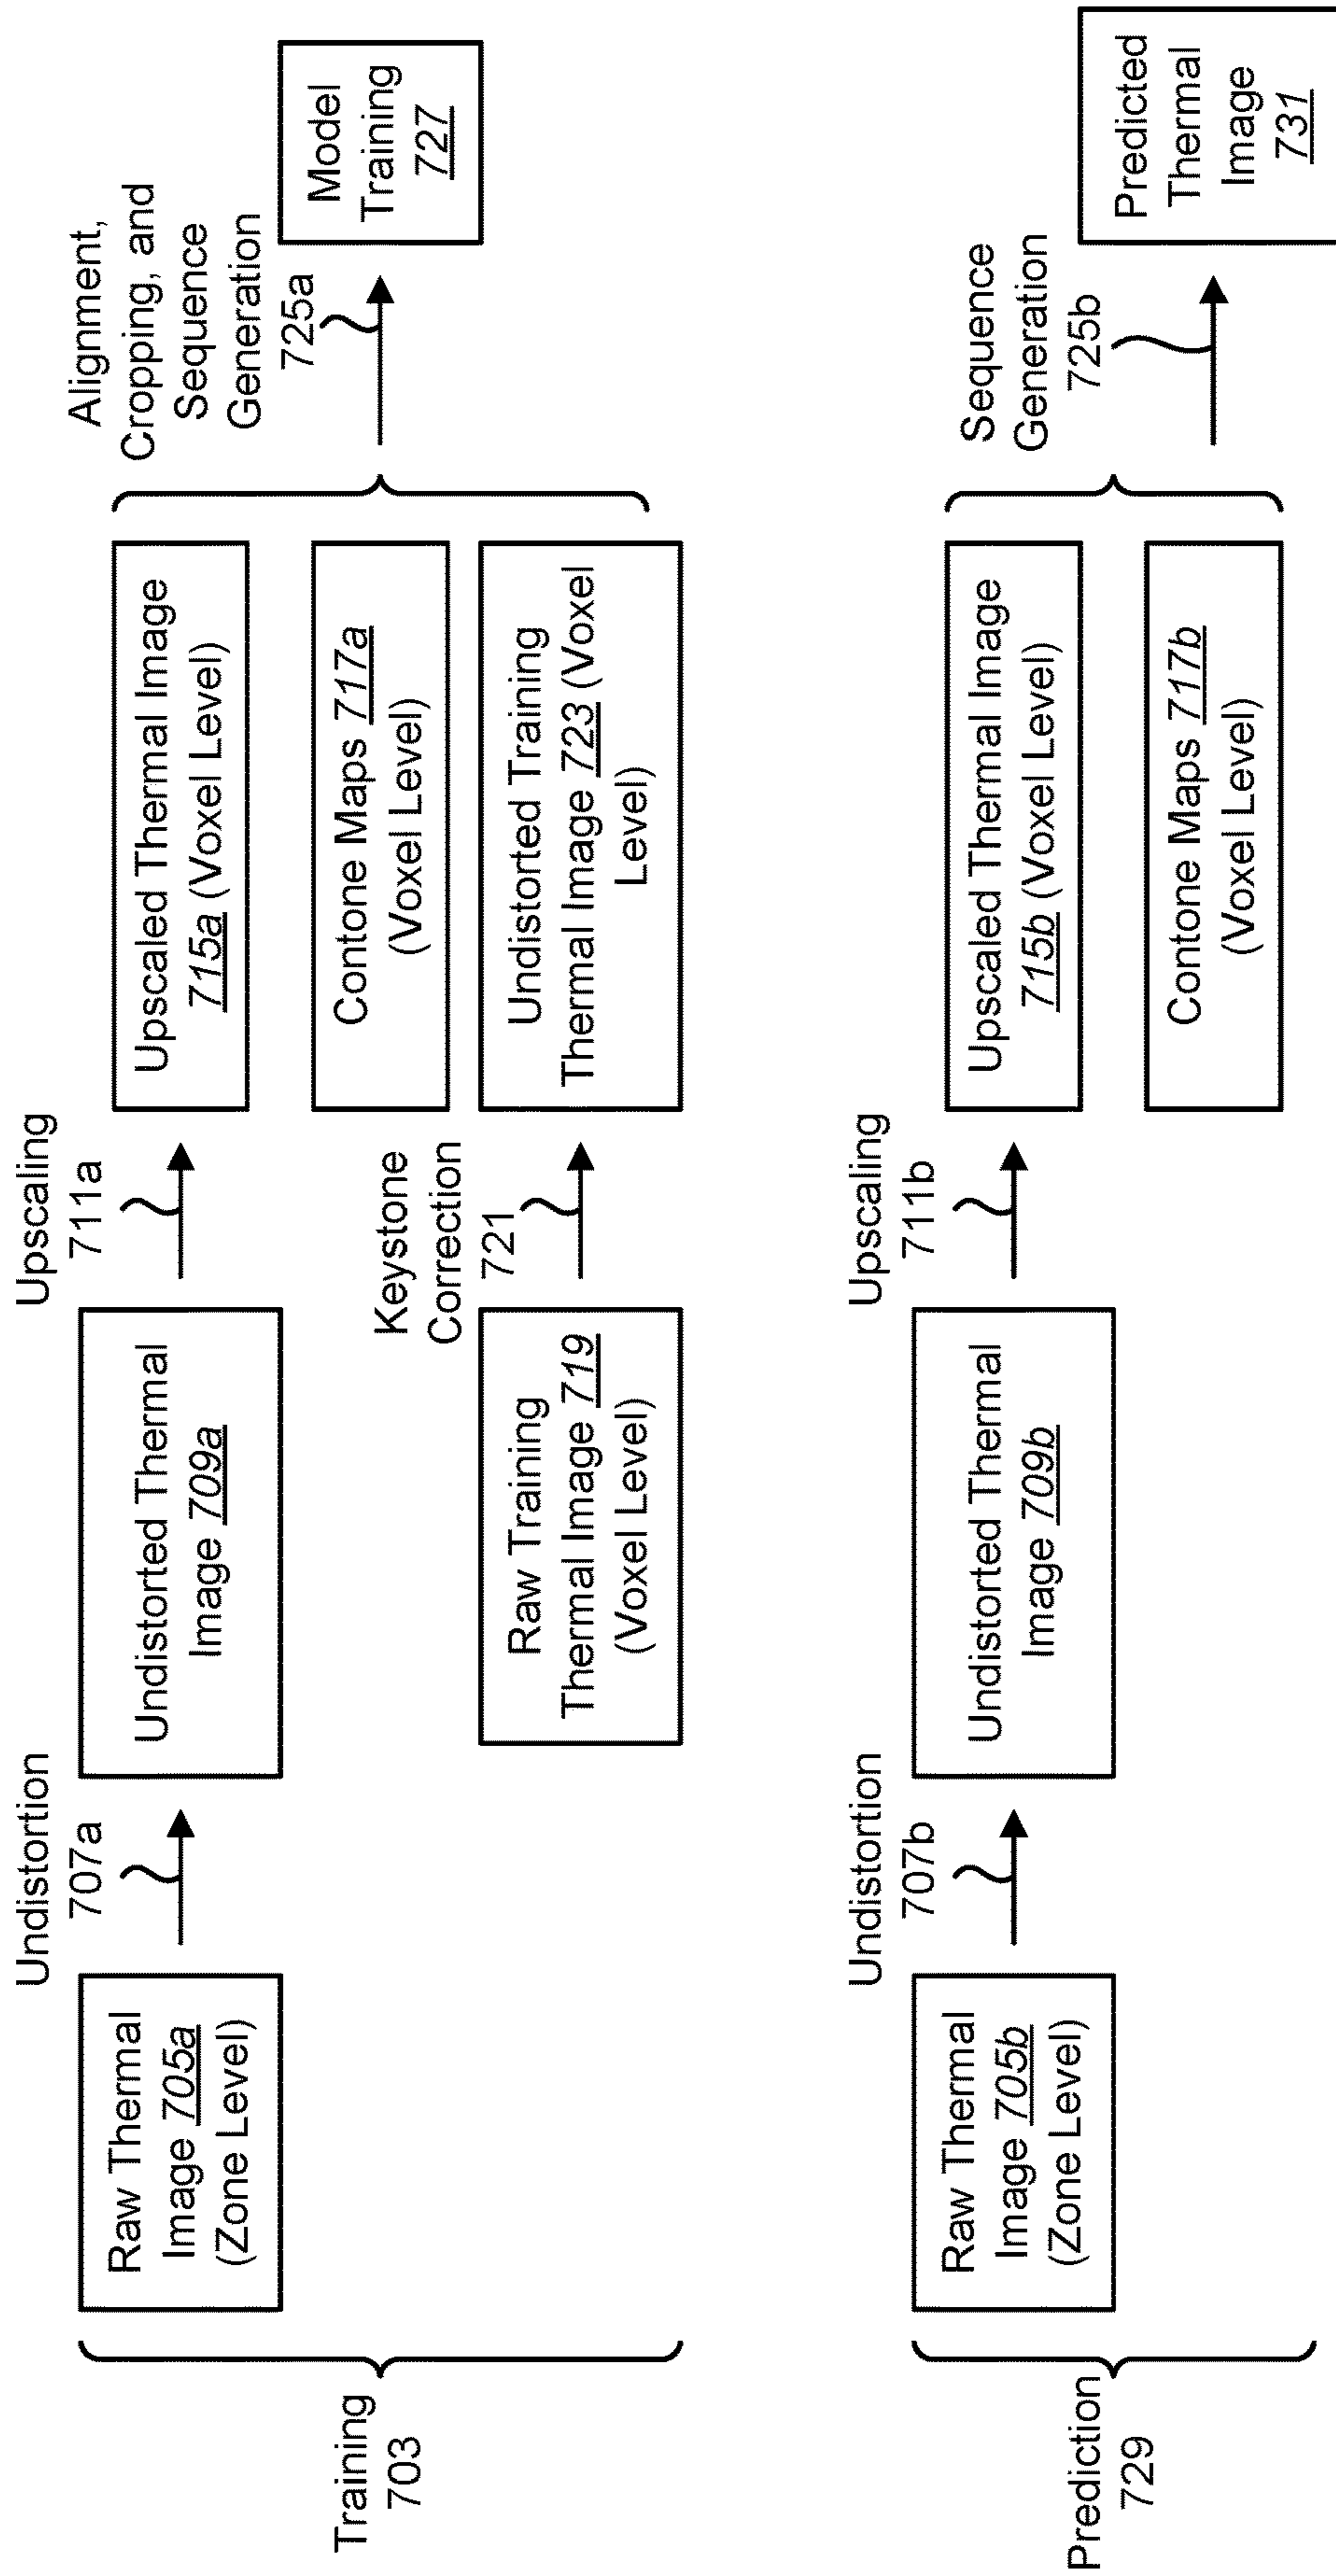 Training
703
Raw Thermal
Image 705a
(Zone Level)
Undistortion
707a
Undistorted Thermal
Image 709a
Upscaling
711a
Upscaled Thermal Image
715a (Voxel Level)
Contone Maps 717a
(Voxel Level)
Raw Training
Thermal Image 719
(Voxel Level)
Keystone
Correction
721
Undistorted Training
Thermal Image 723 (Voxel
Level)
Alignment,
Cropping, and
Sequence
Generation
725a
Model
Training
727
Prediction
729
Raw Thermal
Image 705b
(Zone Level)
Undistortion
707b
Undistorted Thermal
Image 709b
Upscaling
711b
Upscaled Thermal Image
715b (Voxel Level)
Contone Maps 717b
(Voxel Level)
Sequence
Generation
725b
Predicted
Thermal
Image
731